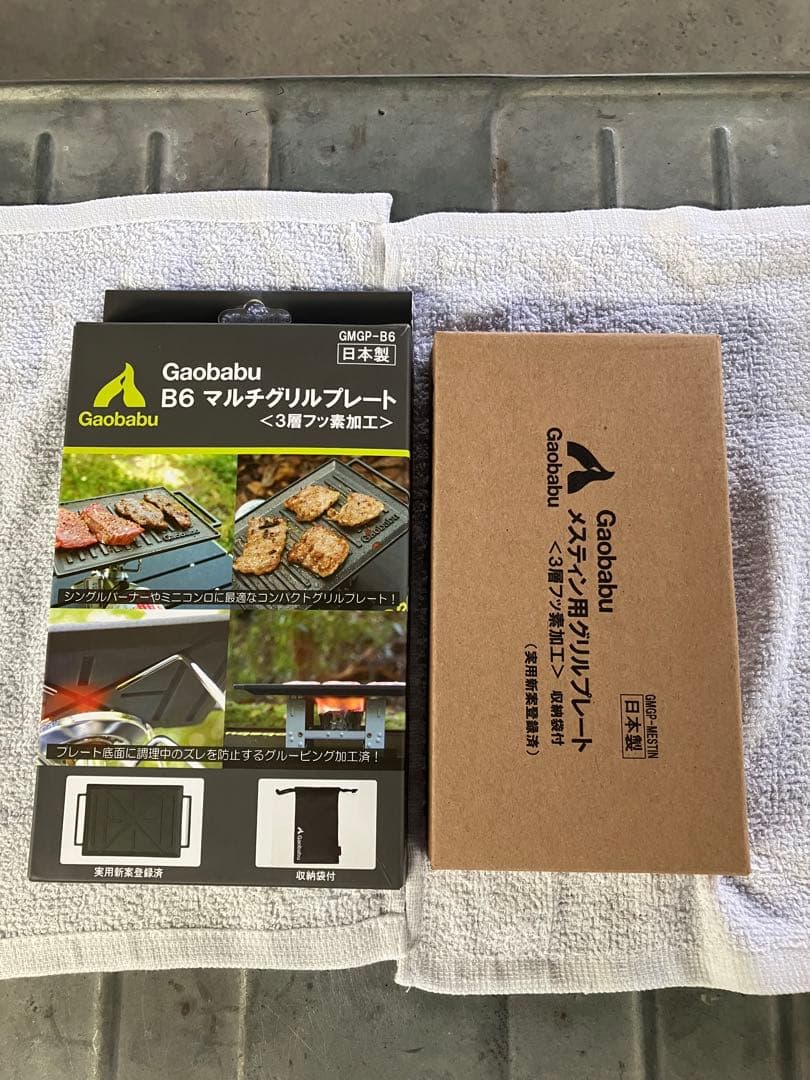 GMGP-B6
日本製
Gaobabu
Gaobabu
B6 マルチグリルプレート
<3層フッ素加工>
Gaobabu
Gaobabu
シングルバーナーやミニコンロに最適なコンパクトグリルプレート!
プレート底面に調理中のズレを防止するグルービング加工済!
実用新案登録済
Gaobabu
収納袋付
Gaobabu
Gaobabu
メスティン用グリルプレート
<3層フッ素加工> 収納袋付
(実用新案登録済)
GMGP-MESTIN
日本製